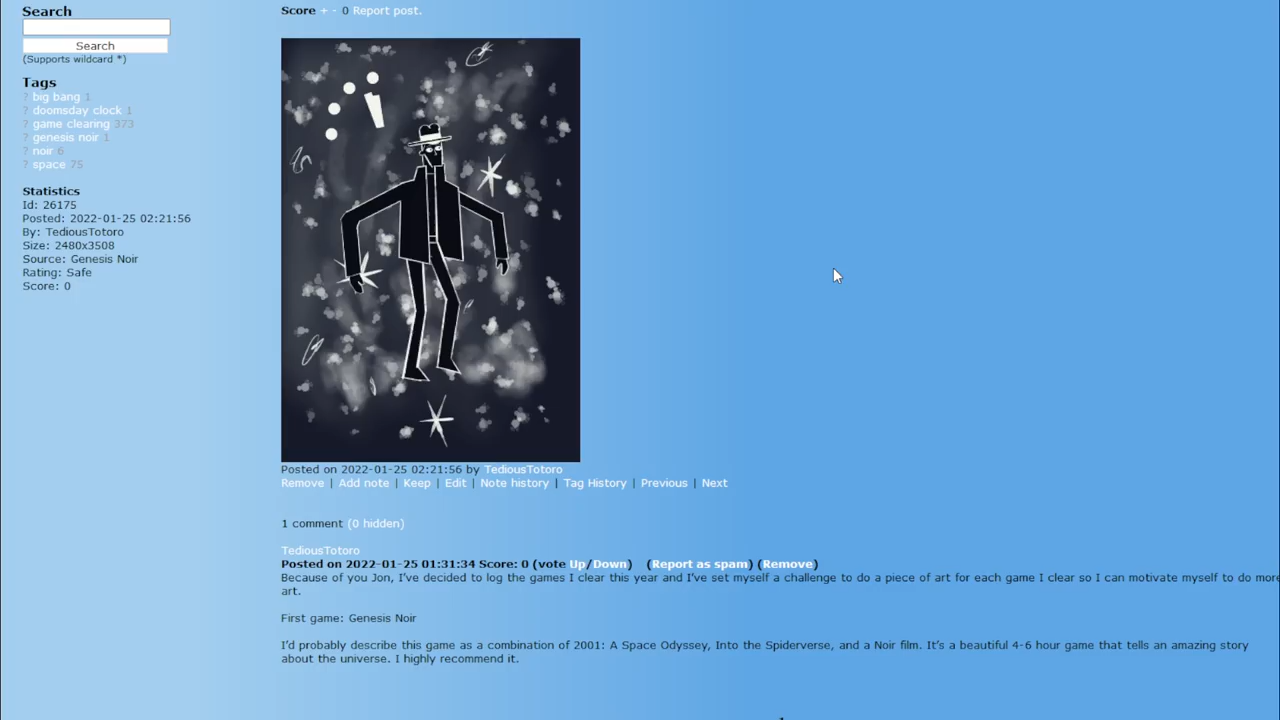 Search
Score + - 0 Report post.
Search
(Supports wildcard *)
Tags
? big bang 1
? doomsday clock 1
? game clearing 373
? genesis noir 1
? noir 6
? space 75
Statistics
Id: 26175
Posted: 2022-01-25 02:21:56
By: TediousTotoro
Size: 2480x3508
Source: Genesis Noir
Rating: Safe
Score: 0
Posted on 2022-01-25 02:21:56 by TediousTotoro
Remove | Add note | Keep | Edit | Note history | Tag History | Previous | Next
1 comment (0 hidden)
TediousTotoro
Posted on 2022-01-25 01:31:34 Score: 0 (vote Up/Down) (Report as spam) (Remove)
Because of you Jon, I've decided to log the games I clear this year and I've set myself a challenge to do a piece of art for each game I clear so I can motivate myself to do more
art.
First game: Genesis Noir
I'd probably describe this game as a combination of 2001: A Space Odyssey, Into the Spiderverse, and a Noir film. It's a beautiful 4-6 hour game that tells an amazing story
about the universe. I highly recommend it.